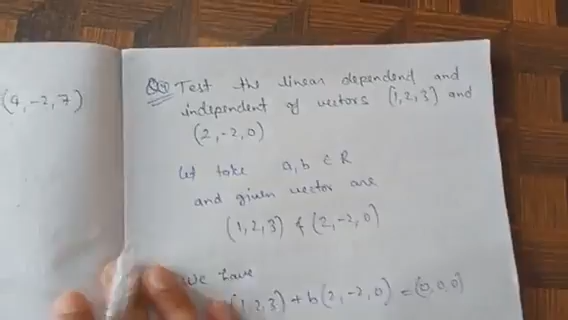 (4,-2,7)
Test the linear dependend and
independent of vectors (1,2,3) and
(2,-2,0)
let take a,b ∈ R
and given vector are
(1,2,3) & (2,-2,0)
we have
(1,2,3) + b(2,-2,0) = (0,0,0)